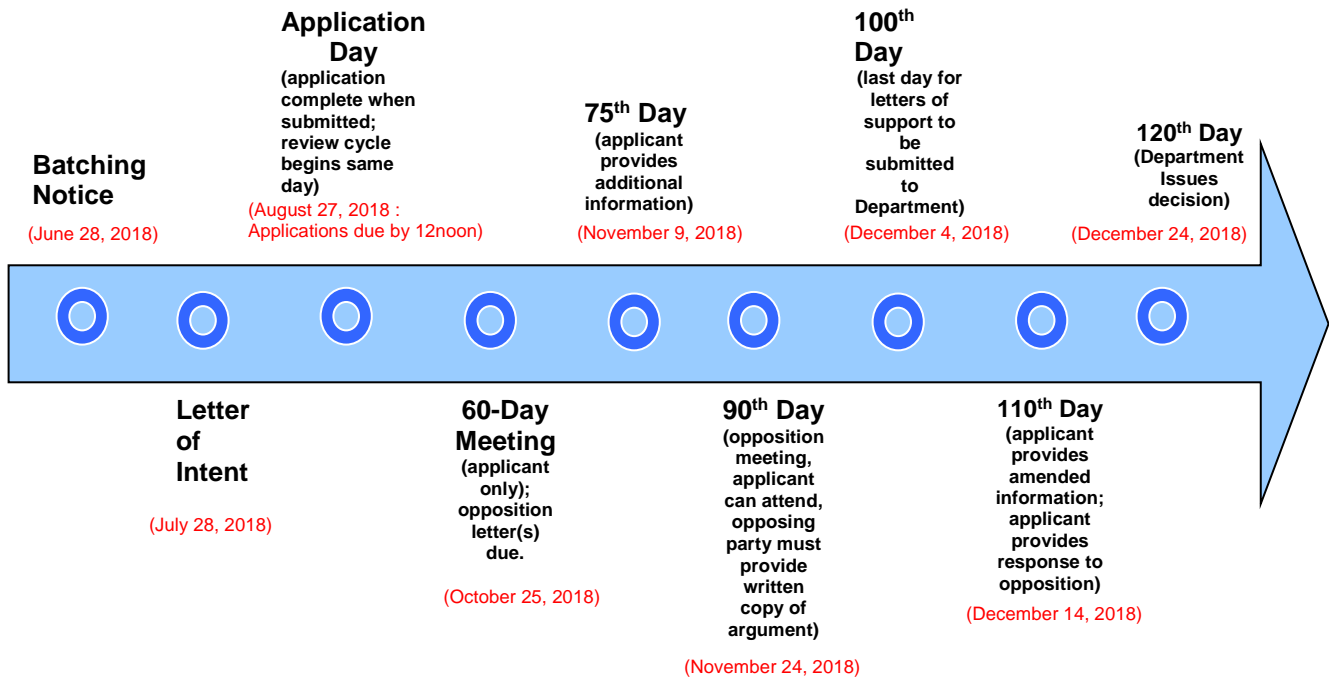 Batching
Notice
(June 28, 2018)
Letter
of
Intent
(July 28, 2018)
Application
Day
(application
complete when
submitted;
review cycle
begins same
day)
(August 27, 2018 :
Applications due by 12noon)
60-Day
Meeting
(applicant
only);
opposition
letter(s)
due.
(October 25, 2018)
75th Day
(applicant
provides
additional
information)
(November 9, 2018)
90th Day
(opposition
meeting,
applicant
can attend,
opposing
party must
provide
written
copy of
argument)
(November 24, 2018)
100th
Day
(last day for
letters of
support to
be
submitted
to
Department)
(December 4, 2018)
110th Day
(applicant
provides
amended
information;
applicant
provides
response to
opposition)
(December 14, 2018)
120th Day
(Department
Issues
decision)
(December 24, 2018)